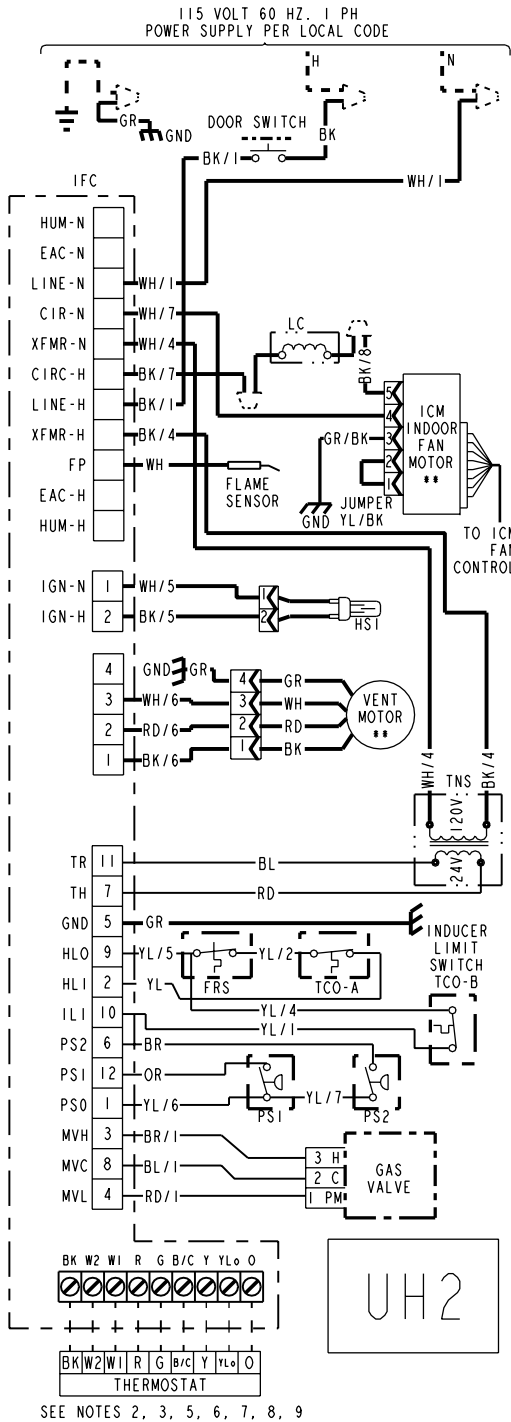 115 VOLT 60 HZ. 1 PH
POWER SUPPLY PER LOCAL CODE
H
N
GR
GND
DOOR SWITCH
BK
BK/1
WH/1
IFC
HUM-N
EAC-N
LINE-N WH/1
CIR-N WH/7
XFMR-N WH/4
CIRC-H BK/7
LINE-H BK/1
XFMR-H BK/4
FP WH
EAC-H
HUM-H
LC
BK/8
5
4
3
2
1
GR/BK
GND
JUMPER
YL/BK
ICM
INDOOR
FAN
MOTOR
**
FLAME
SENSOR
TO ICM
FAN
CONTROL
IGN-N 1 WH/5 1
IGN-H 2 BK/5 2
HSI
4 GND GR 4 GR
3 WH/6 3 WH
2 RD/6 2 RD
1 BK/6 1 BK
VENT
MOTOR
**
WH/4
BK/4
TNS
120V
24V
TR 11 BL
TH 7 RD
GND 5 GR
HLO 9 YL/5 YL/2
FRS
TCO-A
HLI 2 YL
INDUCER
LIMIT
SWITCH
TCO-B
YL/4
ILI 10 YL/1
PS2 6 BR
PS1 12 OR
PSO 1 YL/6 YL/7
PS1
PS2
MVH 3 BR/1 3 H
MVC 8 BL/1 2 C
MVL 4 RD/1 1 PM
GAS
VALVE
BK W2 W1 R G B/C Y YLo O
BK W2 W1 R G B/C Y YLo O
THERMOSTAT
UH2
SEE NOTES 2, 3, 5, 6, 7, 8, 9